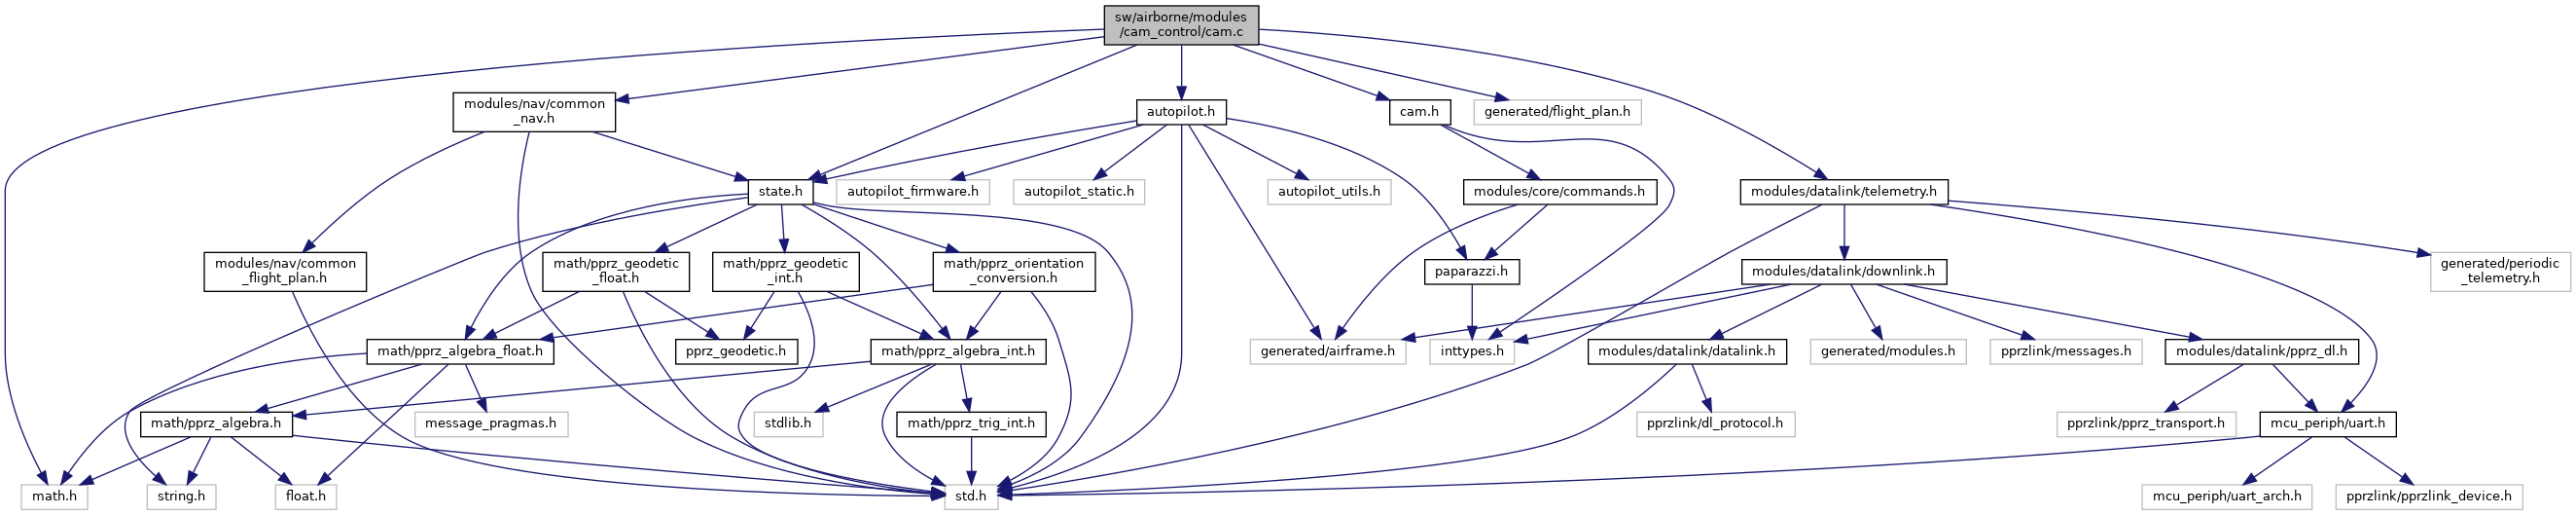 sw/airborne/modules
/cam_control/cam.c
modules/nav/common
_nav.h
autopilot.h
cam.h
generated/flight_plan.h
state.h
autopilot_firmware.h
autopilot_static.h
autopilot_utils.h
modules/core/commands.h
modules/datalink/telemetry.h
modules/nav/common
_flight_plan.h
math/pprz_geodetic
_float.h
math/pprz_geodetic
_int.h
math/pprz_orientation
_conversion.h
paparazzi.h
modules/datalink/downlink.h
generated/periodic
_telemetry.h
math/pprz_algebra_float.h
pprz_geodetic.h
math/pprz_algebra_int.h
generated/airframe.h
inttypes.h
modules/datalink/datalink.h
generated/modules.h
pprzlink/messages.h
modules/datalink/pprz_dl.h
math/pprz_algebra.h
message_pragmas.h
stdlib.h
math/pprz_trig_int.h
pprzlink/dl_protocol.h
pprzlink/pprz_transport.h
mcu_periph/uart.h
math.h
string.h
float.h
std.h
mcu_periph/uart_arch.h
pprzlink/pprzlink_device.h